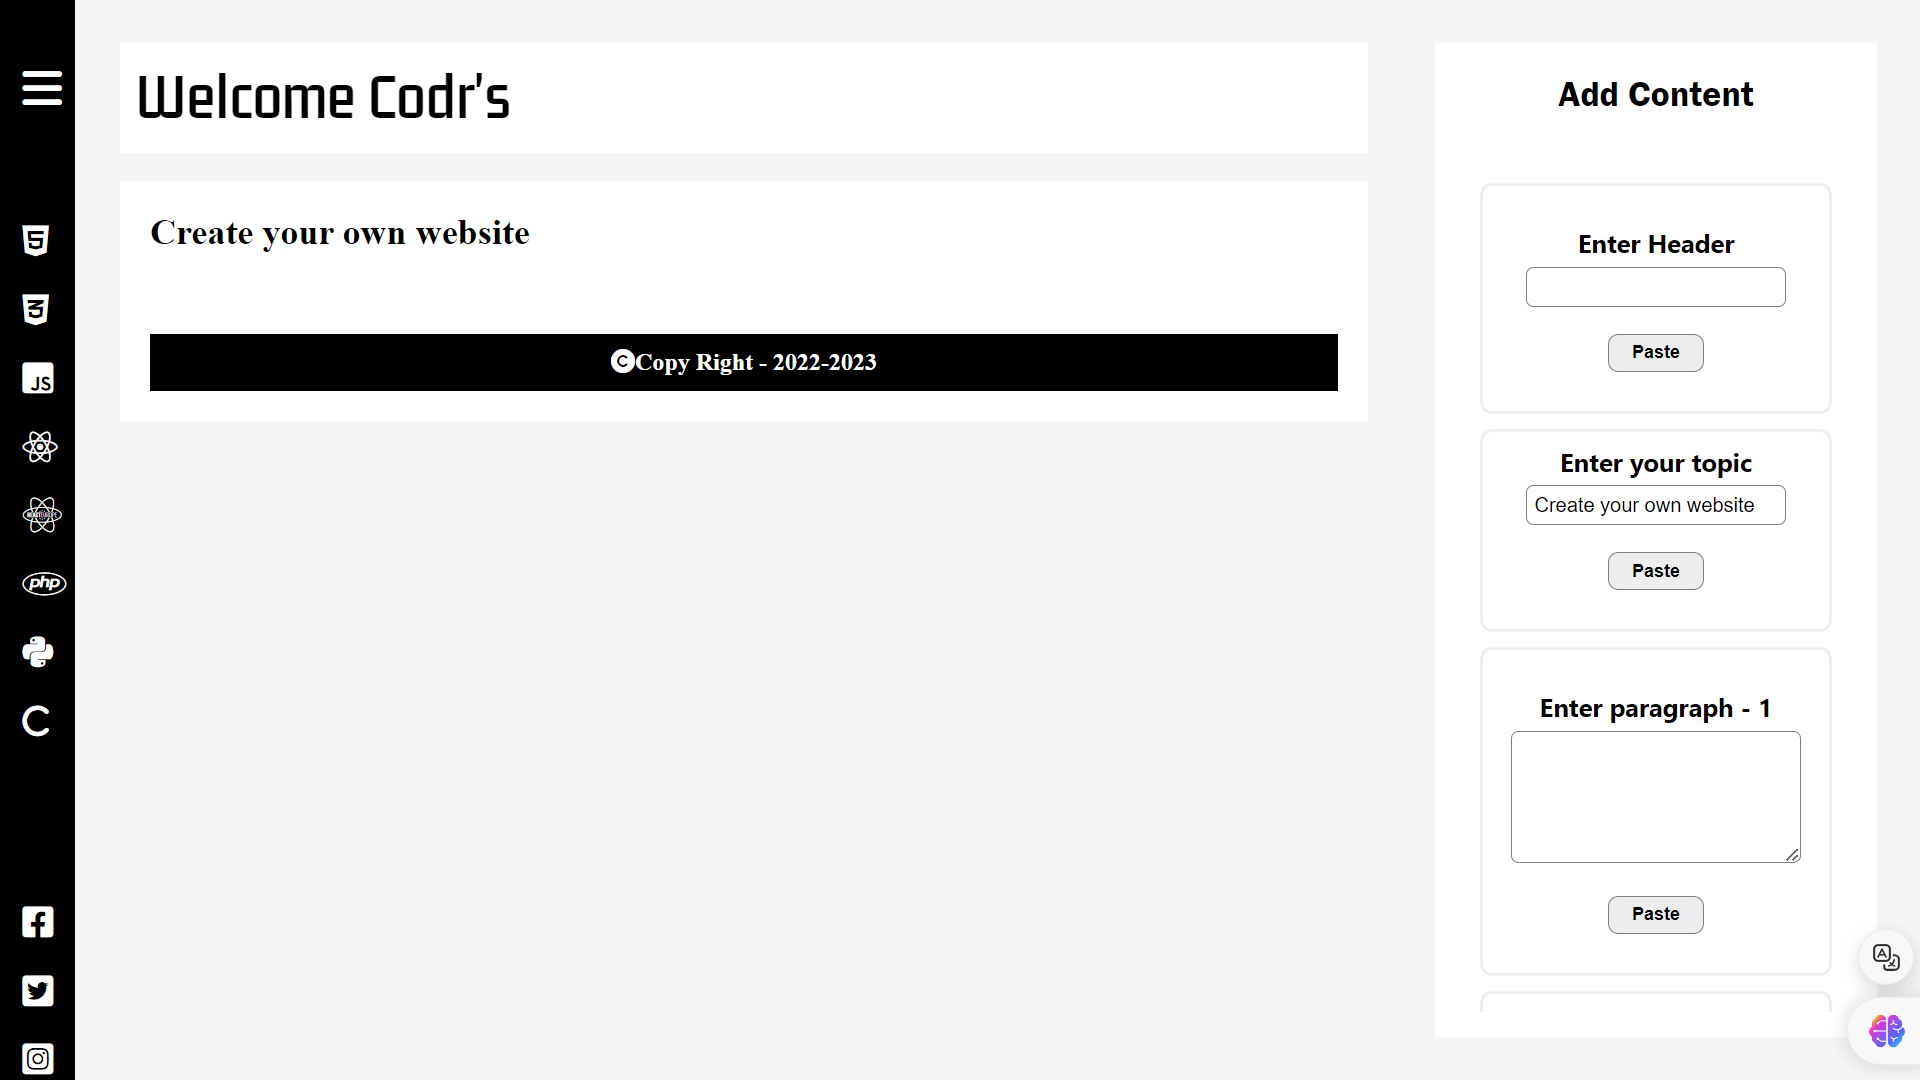 Welcome Codr's
Create your own website
Copy Right - 2022-2023
JS
php
Add Content
Enter Header
Paste
Enter your topic
Create your own website
Paste
Enter paragraph - 1
Paste